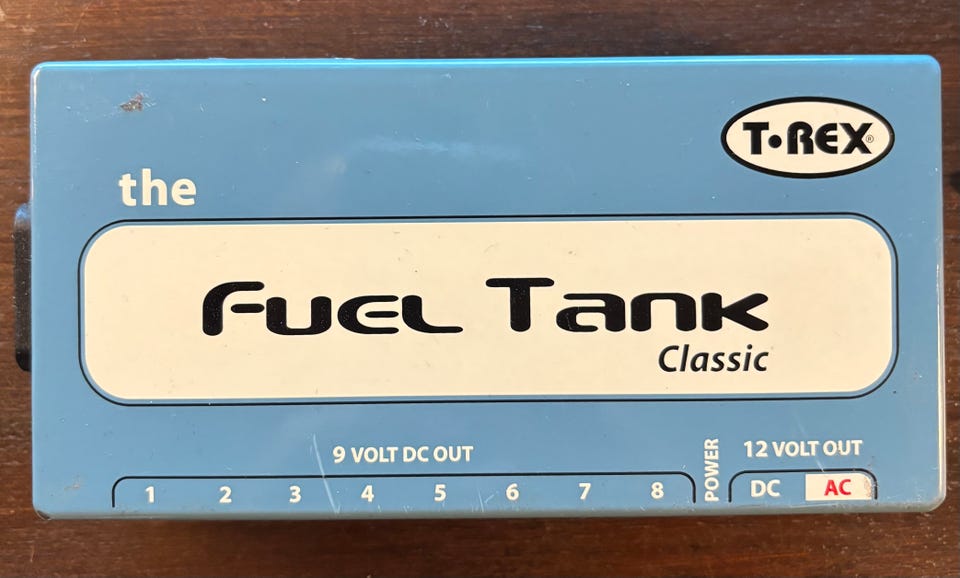 T•REX®
the
Fuel Tank
Classic
9 VOLT DC OUT
1 2 3 4 5 6 7 8
POWER
12 VOLT OUT
DC AC